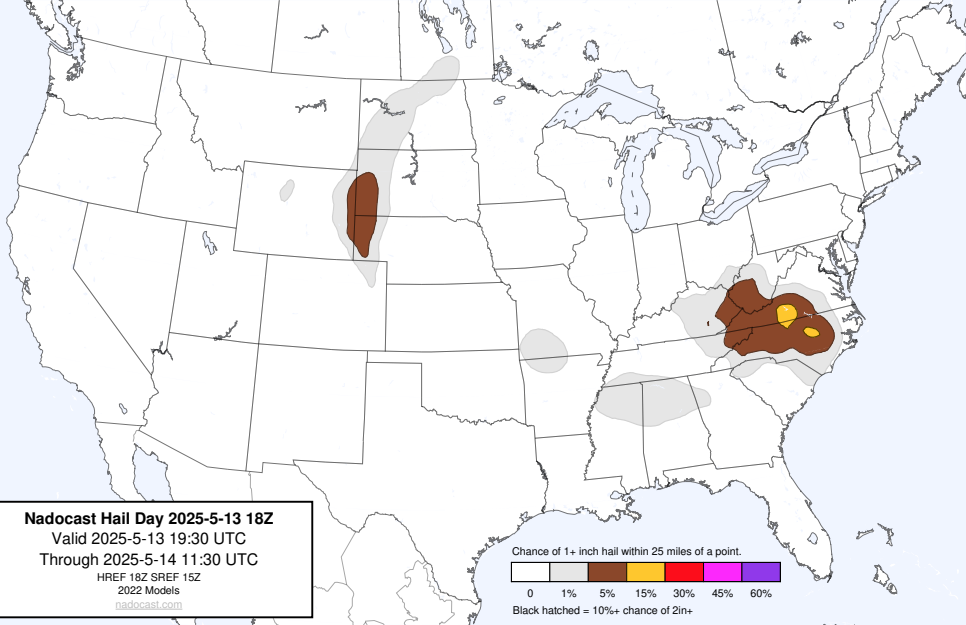 Nadocast Hail Day 2025-5-13 18Z
Valid 2025-5-13 19:30 UTC
Through 2025-5-14 11:30 UTC
HREF 18Z SREF 15Z
2022 Models
nadocast.com
Chance of 1+ inch hail within 25 miles of a point.
0 1% 5% 15% 30% 45% 60%
Black hatched = 10%+ chance of 2in+